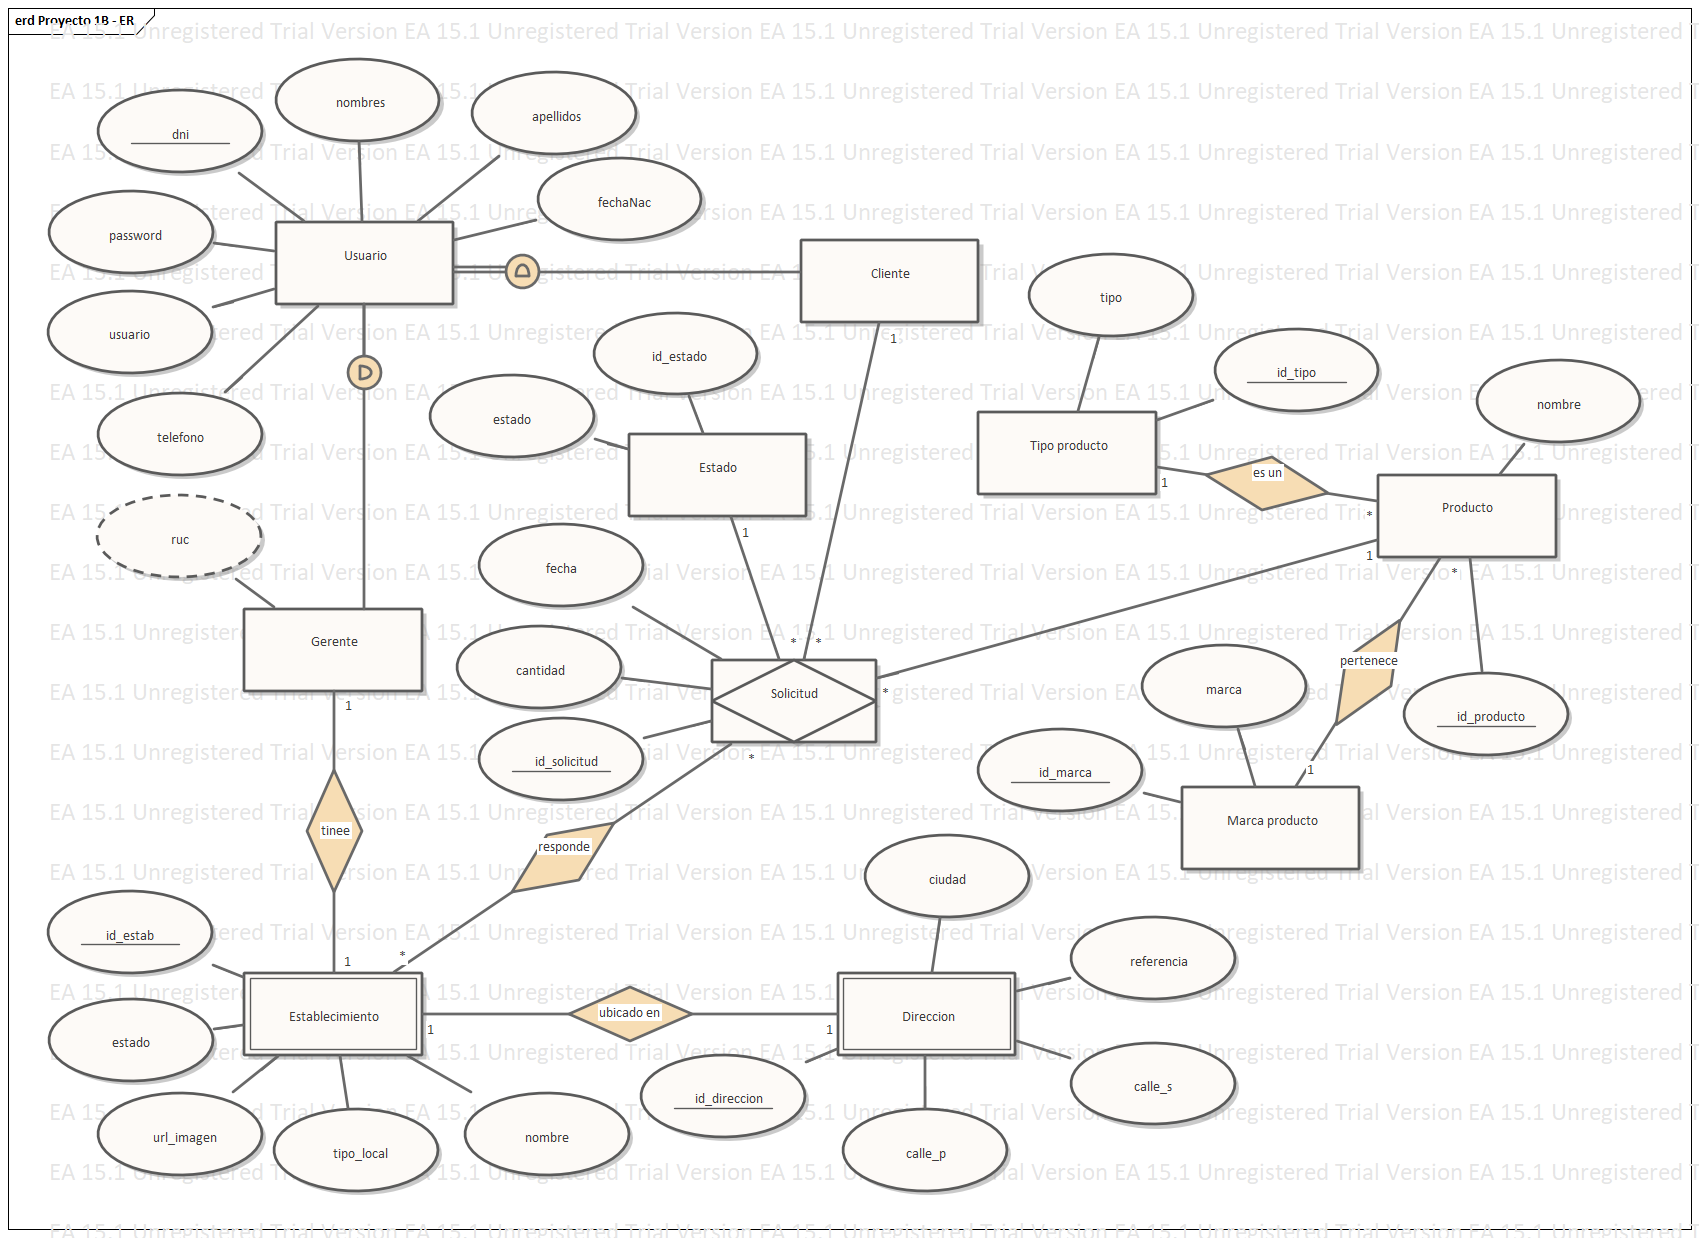 erd Proyecto 1B - ER
EA 15.1 Unregistered Trial Version EA 15.1 Unregistered Trial Version EA 15.1 Unregistered Trial Version EA 15.1 Unregistered Trial Version EA 15.1 Unregistered T
nombres
apellidos
dni
fechaNac
password
Usuario
Cliente
tipo
usuario
id_estado
id_tipo
nombre
estado
telefono
Tipo producto
Estado
es un
1
1
*
Producto
1
ruc
fecha
1
*
Gerente
*
*
pertenece
cantidad
Solicitud
*
marca
1
id_producto
id_solicitud
*
id_marca
1
Marca producto
tinee
responde
ciudad
id_estab
*
1
referencia
Establecimiento
ubicado en
Direccion
1
1
estado
calle_s
id_direccion
url_imagen
tipo_local
nombre
calle_p